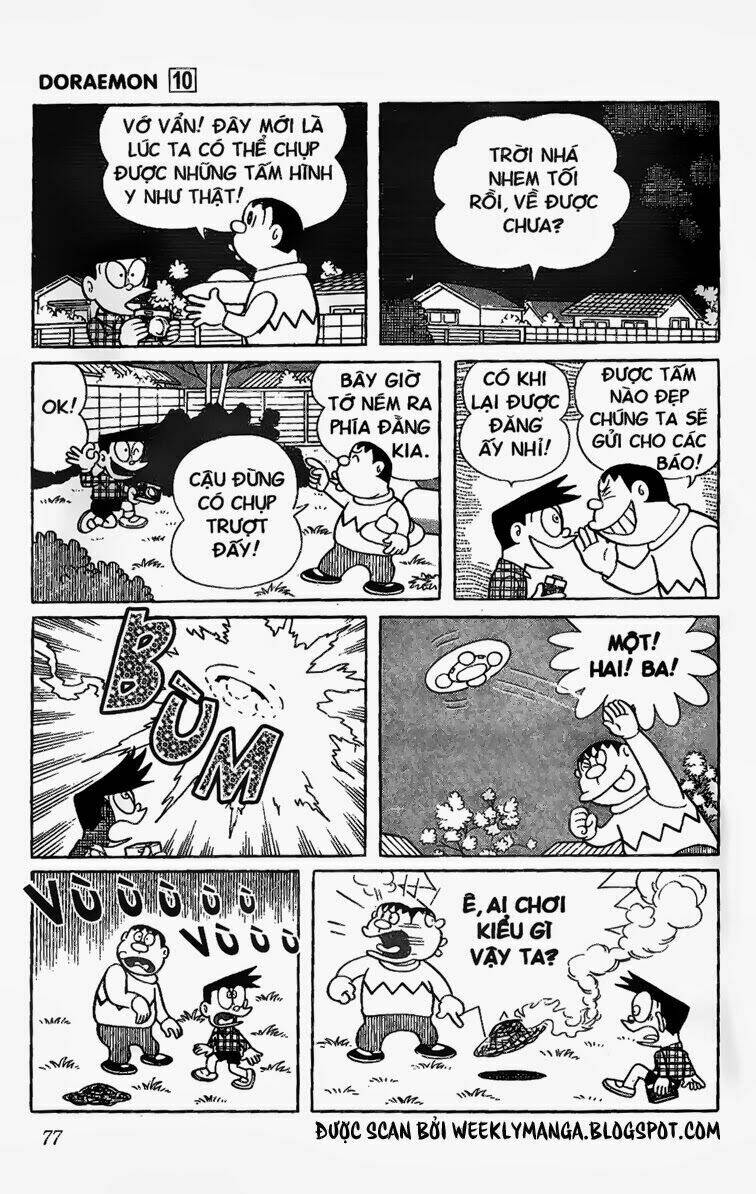 DORAEMON 10
TRỜI NHÁ
NHEM TỐI
RỒI, VỀ ĐƯỢC
CHƯA?
VỚ VẨN! ĐÂY MỚI LÀ
LÚC TA CÓ THỂ CHỤP
ĐƯỢC NHỮNG TẤM HÌNH
Y NHƯ THẬT!
ĐƯỢC TẤM
NÀO ĐẸP
CHÚNG TA SẼ
GỬI CHO CÁC
BÁO!
CÓ KHI
LẠI ĐƯỢC
ĐĂNG
ẤY NHỈ!
BÂY GIỜ
TỚ NÉM RA
PHÍA ĐẰNG
KIA.
CẬU ĐỪNG
CÓ CHỤP
TRƯỢT
ĐẤY!
OK!
MỘT!
HAI! BA!
BÙM
Ê, AI CHƠI
KIỂU GÌ
VẬY TA?
VÙ Ù Ù Ù Ù
VÙ Ù Ù
77
ĐƯỢC SCAN BỞI WEEKLYMANGA.BLOGSPOT.COM